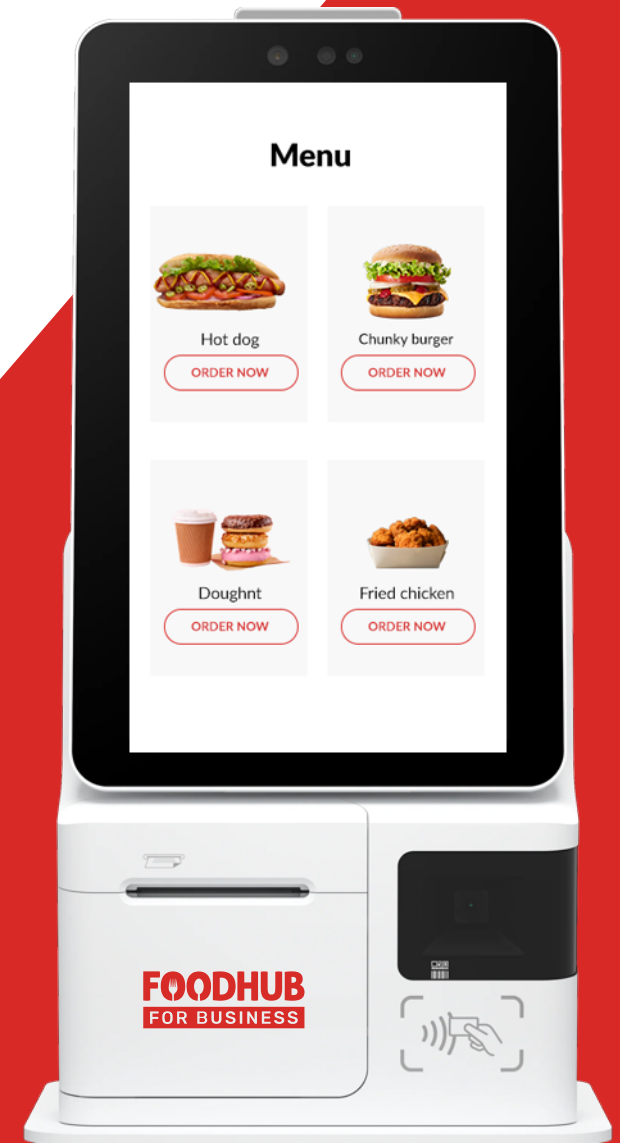 Menu
Hot dog
Chunky burger
ORDER NOW
ORDER NOW
Doughnt
Fried chicken
ORDER NOW
ORDER NOW
FOODHUB
FOR BUSINESS